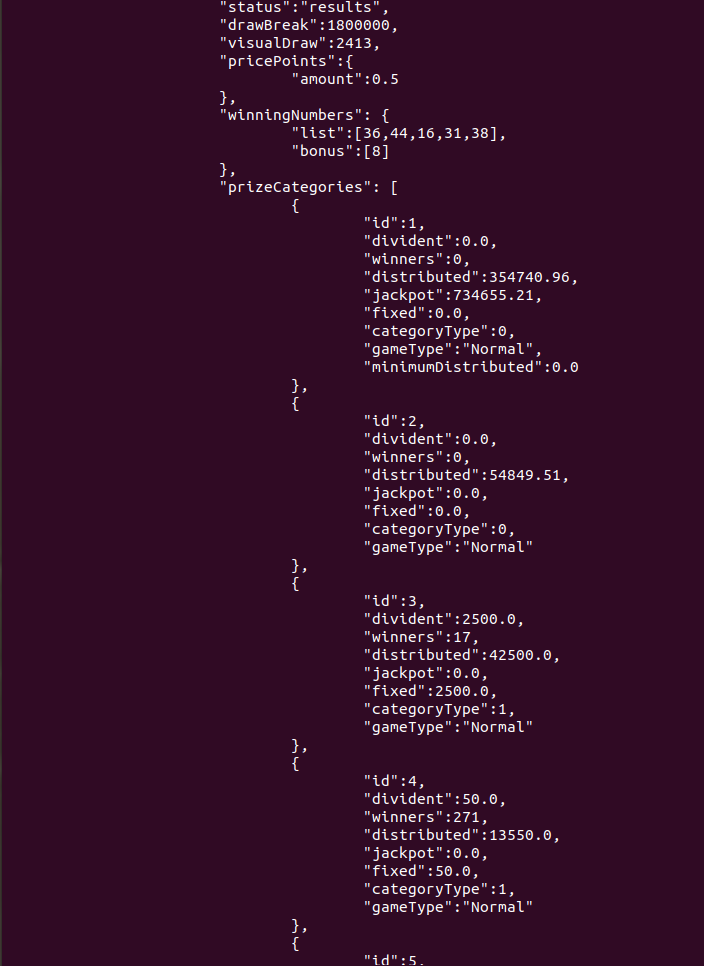 "status":"results",
"drawBreak":1800000,
"visualDraw":2413,
"pricePoints":{
"amount":0.5
},
"winningNumbers": {
"list":[36,44,16,31,38],
"bonus":[8]
},
"prizeCategories": [
{
"id":1,
"divident":0.0,
"winners":0,
"distributed":354740.96,
"jackpot":734655.21,
"fixed":0.0,
"categoryType":0,
"gameType":"Normal",
"minimumDistributed":0.0
},
{
"id":2,
"divident":0.0,
"winners":0,
"distributed":54849.51,
"jackpot":0.0,
"fixed":0.0,
"categoryType":0,
"gameType":"Normal"
},
{
"id":3,
"divident":2500.0,
"winners":17,
"distributed":42500.0,
"jackpot":0.0,
"fixed":2500.0,
"categoryType":1,
"gameType":"Normal"
},
{
"id":4,
"divident":50.0,
"winners":271,
"distributed":13550.0,
"jackpot":0.0,
"fixed":50.0,
"categoryType":1,
"gameType":"Normal"
},
{
"id":5,